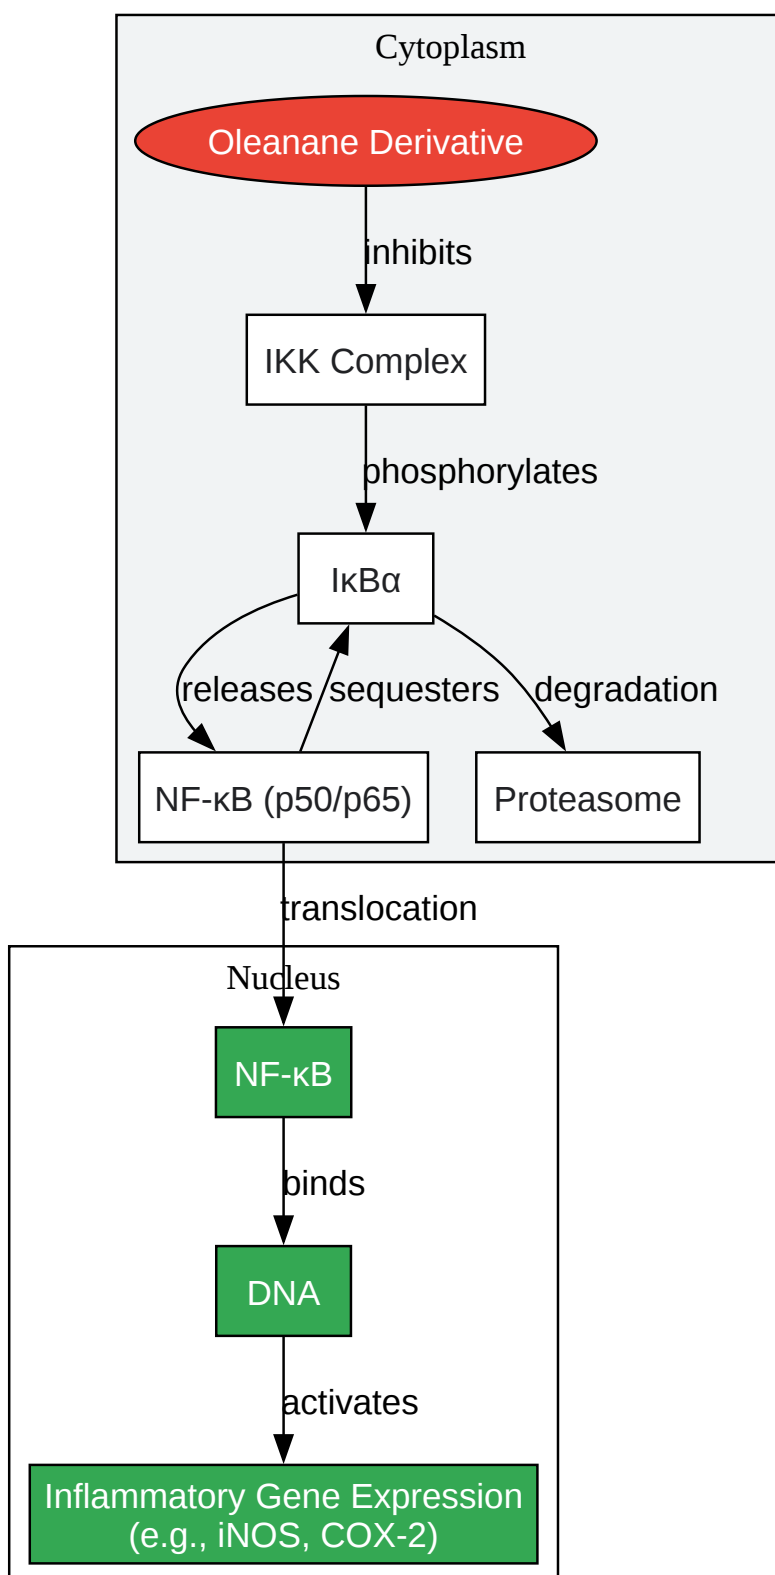 Cytoplasm
Oleanane Derivative
inhibits
IKK Complex
phosphorylates
IκBα
releases
sequesters
degradation
NF-κB (p50/p65)
Proteasome
translocation
Nucleus
NF-κB
binds
DNA
activates
Inflammatory Gene Expression
(e.g., iNOS, COX-2)